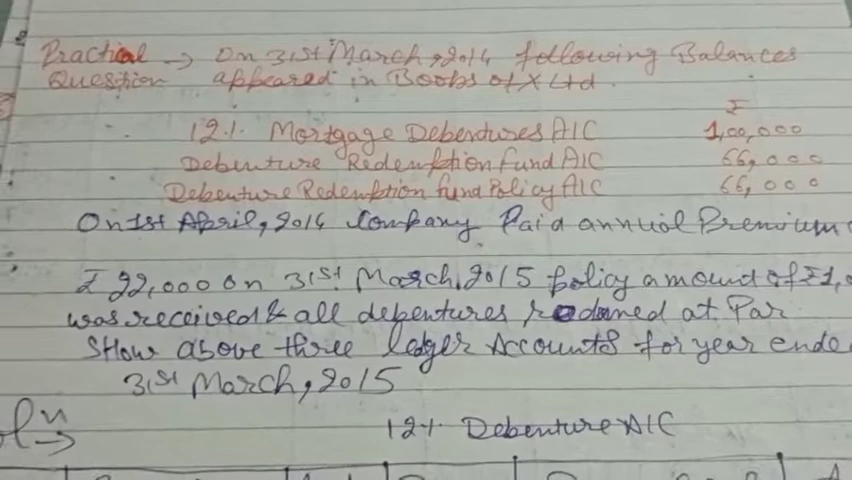 Practical → On 31st March, 2014 following Balances
Question appeared in Books of X Ltd.
₹
12%. Mortgage Debentures A/C 1,00,000
Debenture Redemption Fund A/C 66,000
Debenture Redemption Fund Policy A/C 66,000
On 1st April, 2014 Company Paid annual Premium
₹ 22,000 on 31st March, 2015 policy amount of ₹1,0
was received & all debentures redeemed at Par
Show above three ledger Accounts for year ende
31st March, 2015
ol n →
12% Debenture A/C